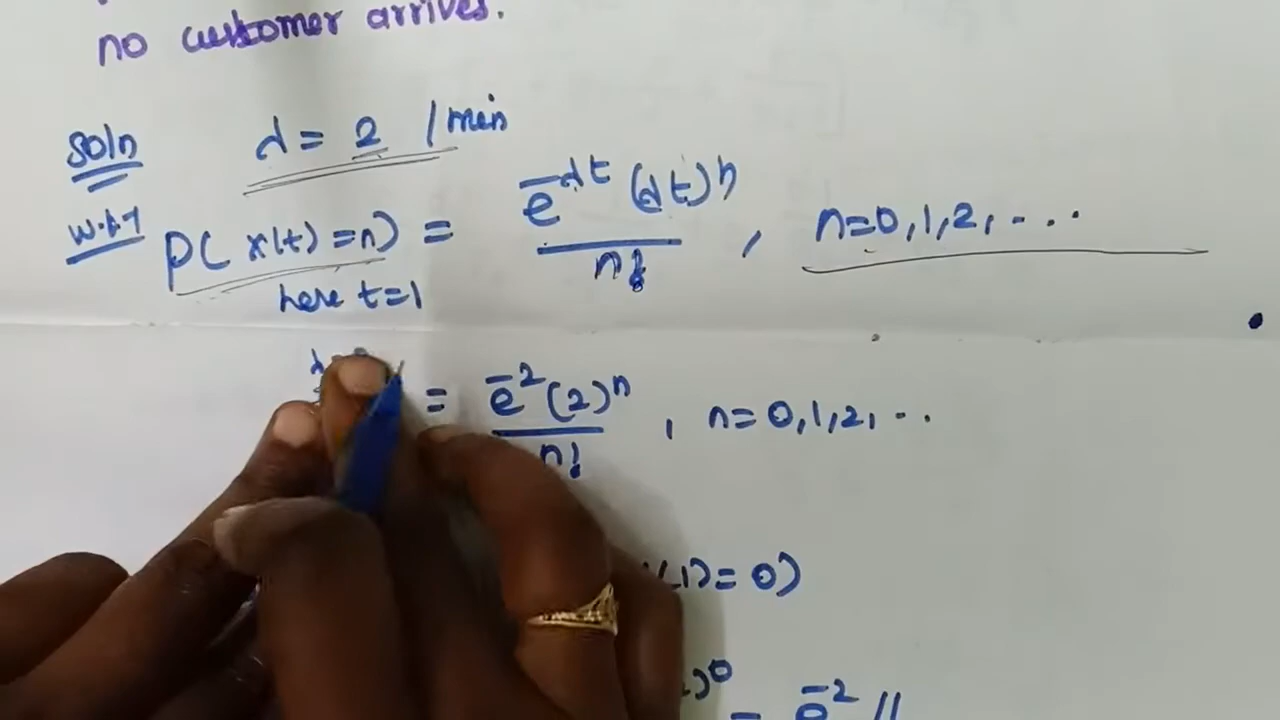 no customer arrives.
Soln λ = 2 /min
W.K.T P( X(t) = n) = e^-λt (λt)^n / n! , n=0,1,2, ...
here t=1
λ = e^-2 (2)^n / n! , n=0,1,2, ..
(1)=0)
)^0 = e^-2 //